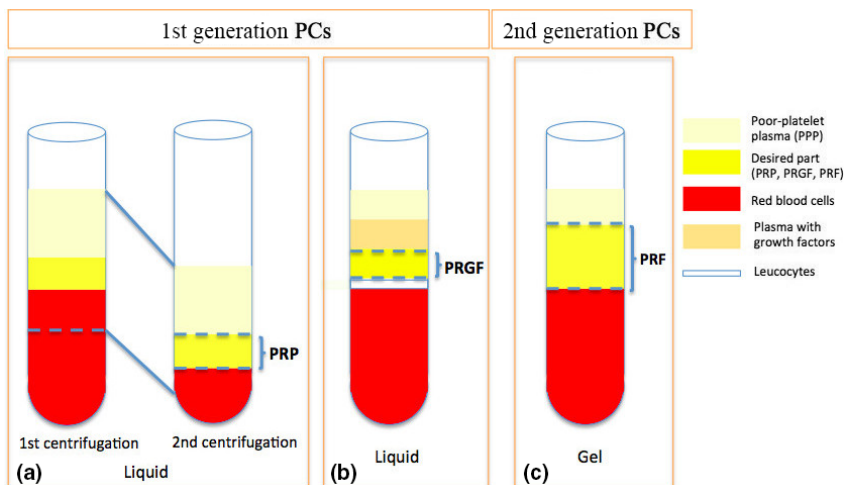 1st generation PCs
2nd generation PCs
PRP
1st centrifugation
2nd centrifugation
(a)
Liquid
PRGF
(b)
Liquid
PRF
(c)
Gel
Poor-platelet
plasma (PPP)
Desired part
(PRP, PRGF, PRF)
Red blood cells
Plasma with
growth factors
Leucocytes